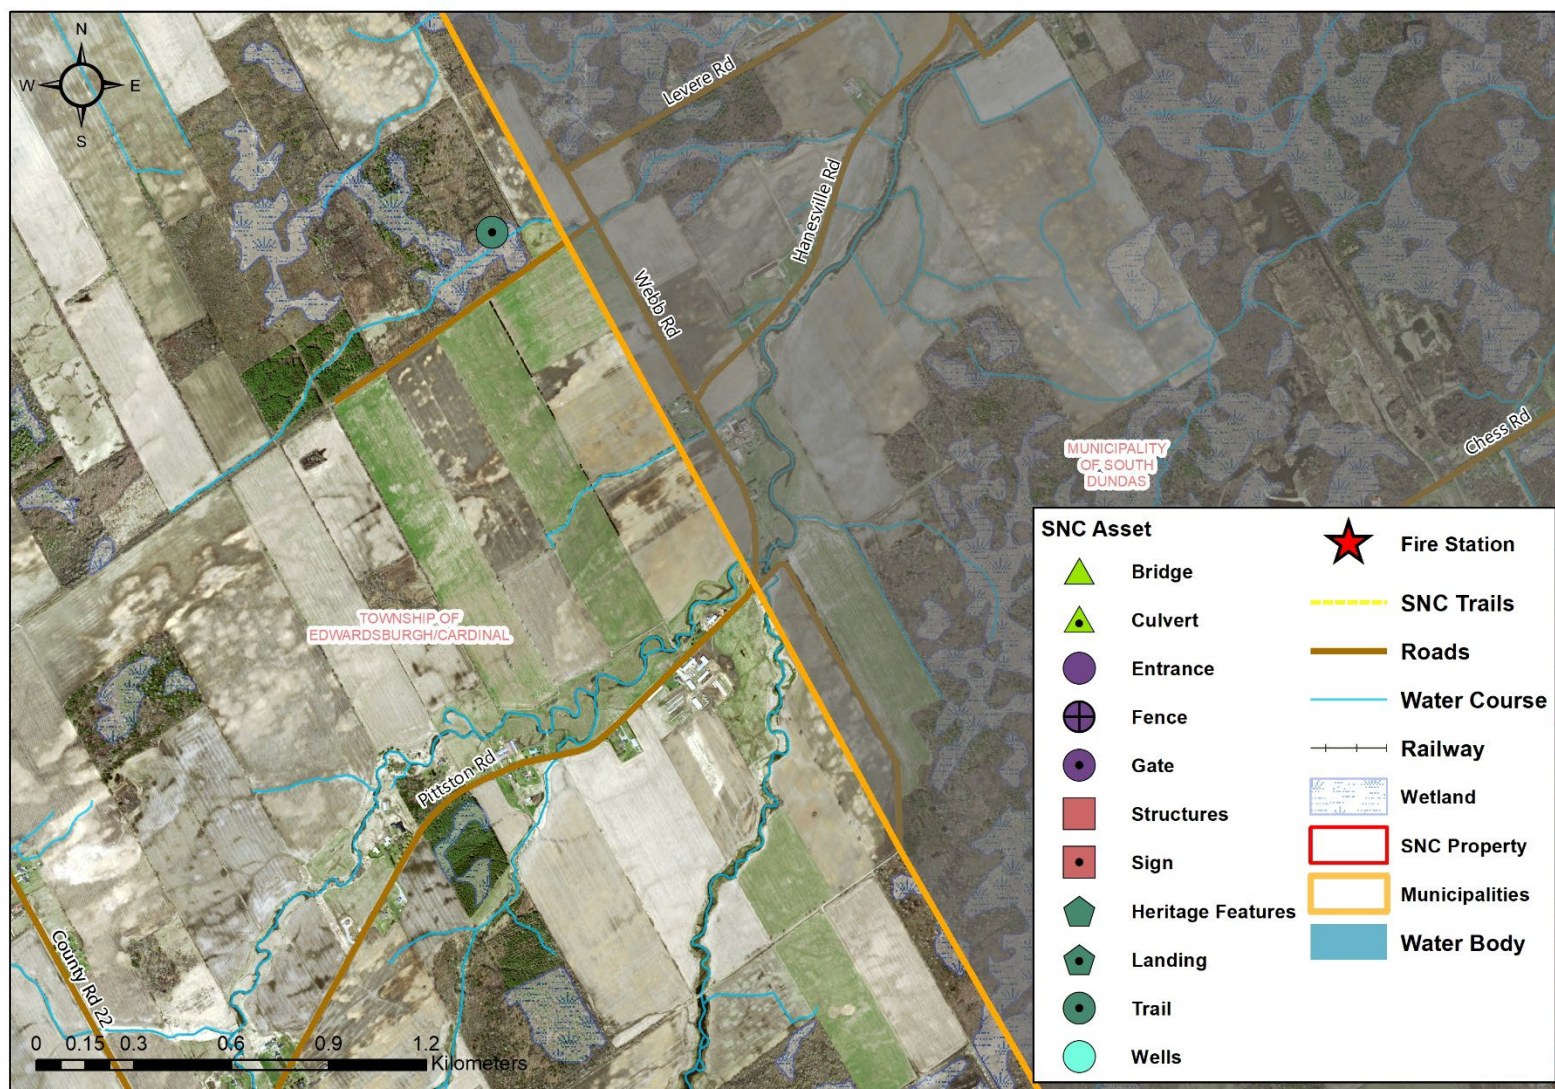 N
W E
S
Levere Rd
Hanesville Rd
Webb Rd
Chess Rd
MUNICIPALITY
OF SOUTH
DUNDAS
TOWNSHIP OF
EDWARDSBURGH/CARDINAL
Pittston Rd
County Rd 22
0 0.15 0.3 0.6 0.9 1.2
Kilometers
SNC Asset
Bridge
Culvert
Entrance
Fence
Gate
Structures
Sign
Heritage Features
Landing
Trail
Wells
Fire Station
SNC Trails
Roads
Water Course
Railway
Wetland
SNC Property
Municipalities
Water Body